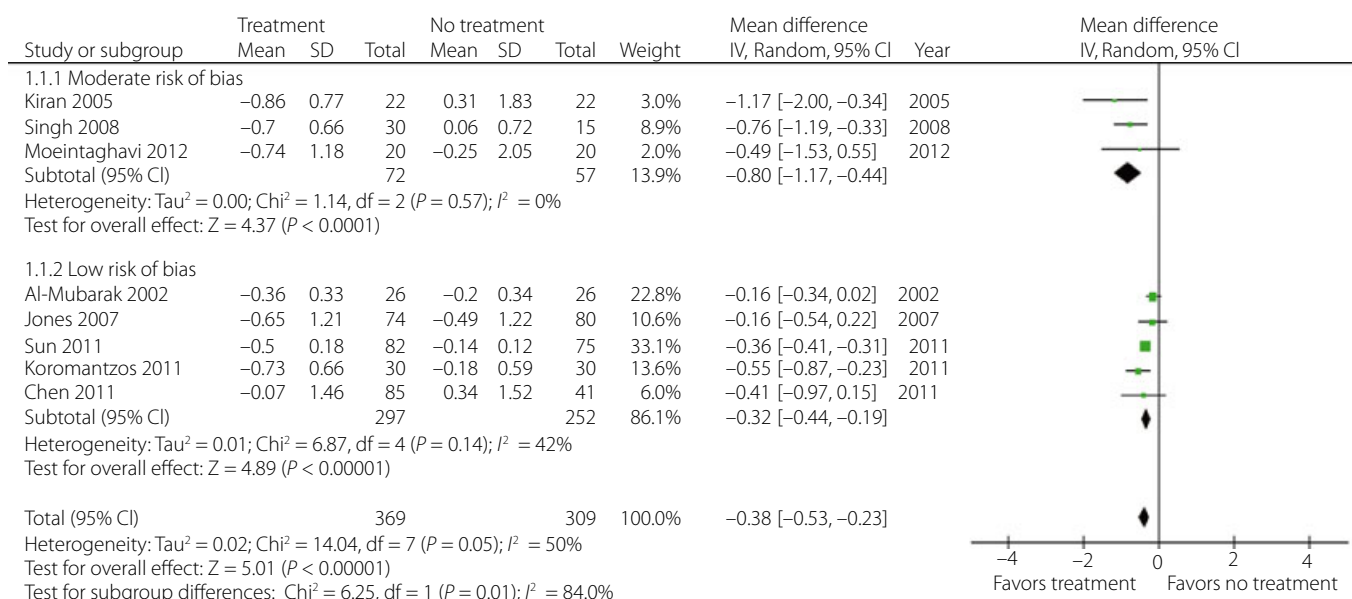 Treatment No treatment Mean difference Mean difference
Study or subgroup Mean SD Total Mean SD Total Weight IV, Random, 95% CI Year IV, Random, 95% CI
1.1.1 Moderate risk of bias
Kiran 2005 −0.86 0.77 22 0.31 1.83 22 3.0% −1.17 [−2.00, −0.34] 2005
Singh 2008 −0.7 0.66 30 0.06 0.72 15 8.9% −0.76 [−1.19, −0.33] 2008
Moeintaghavi 2012 −0.74 1.18 20 −0.25 2.05 20 2.0% −0.49 [−1.53, 0.55] 2012
Subtotal (95% CI) 72 57 13.9% −0.80 [−1.17, −0.44]
Heterogeneity: Tau² = 0.00; Chi² = 1.14, df = 2 (P = 0.57); I² = 0%
Test for overall effect: Z = 4.37 (P < 0.0001)
1.1.2 Low risk of bias
Al-Mubarak 2002 −0.36 0.33 26 −0.2 0.34 26 22.8% −0.16 [−0.34, 0.02] 2002
Jones 2007 −0.65 1.21 74 −0.49 1.22 80 10.6% −0.16 [−0.54, 0.22] 2007
Sun 2011 −0.5 0.18 82 −0.14 0.12 75 33.1% −0.36 [−0.41, −0.31] 2011
Koromantzos 2011 −0.73 0.66 30 −0.18 0.59 30 13.6% −0.55 [−0.87, −0.23] 2011
Chen 2011 −0.07 1.46 85 0.34 1.52 41 6.0% −0.41 [−0.97, 0.15] 2011
Subtotal (95% CI) 297 252 86.1% −0.32 [−0.44, −0.19]
Heterogeneity: Tau² = 0.01; Chi² = 6.87, df = 4 (P = 0.14); I² = 42%
Test for overall effect: Z = 4.89 (P < 0.00001)
Total (95% CI) 369 309 100.0% −0.38 [−0.53, −0.23]
Heterogeneity: Tau² = 0.02; Chi² = 14.04, df = 7 (P = 0.05); I² = 50%
Test for overall effect: Z = 5.01 (P < 0.00001)
Test for subgroup differences: Chi² = 6.25, df = 1 (P = 0.01); I² = 84.0%
−4 −2 0 2 4
Favors treatment Favors no treatment